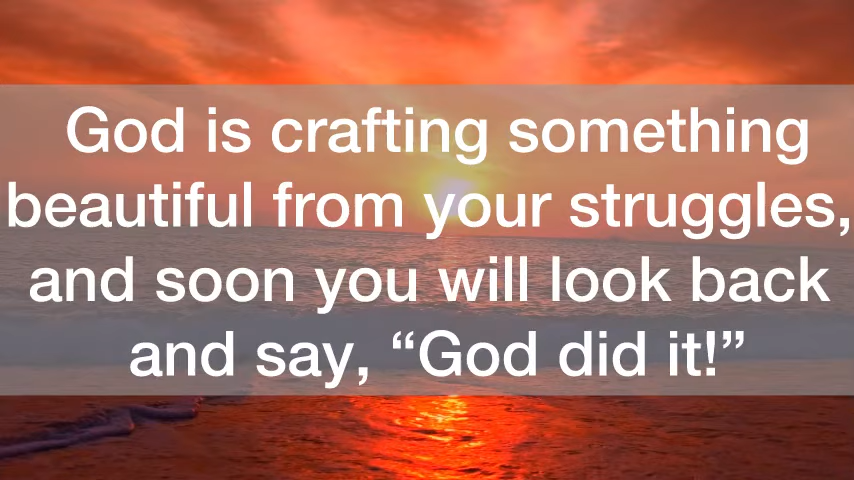 God is crafting something
beautiful from your struggles,
and soon you will look back
and say, “God did it!”